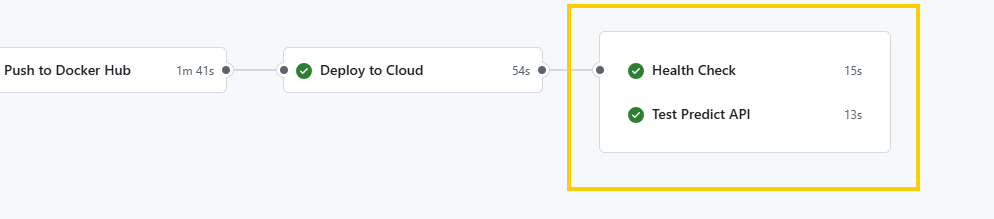 Push to Docker Hub 1m 41s
Deploy to Cloud 54s
Health Check 15s
Test Predict API 13s